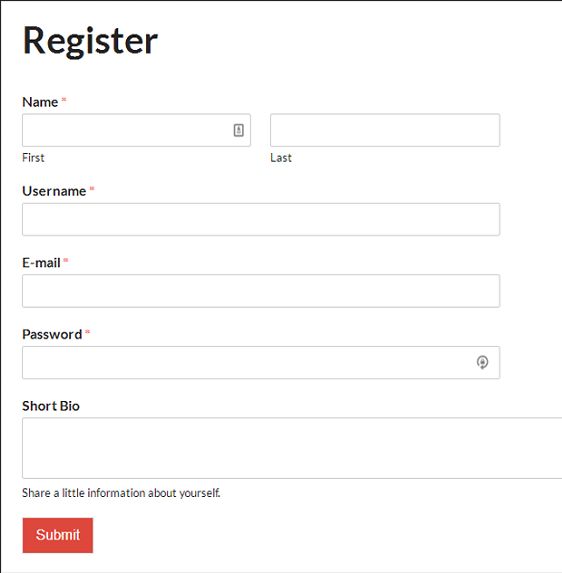 Register
Name *
First Last
Username *
E-mail *
Password *
Short Bio
Share a little information about yourself.
Submit